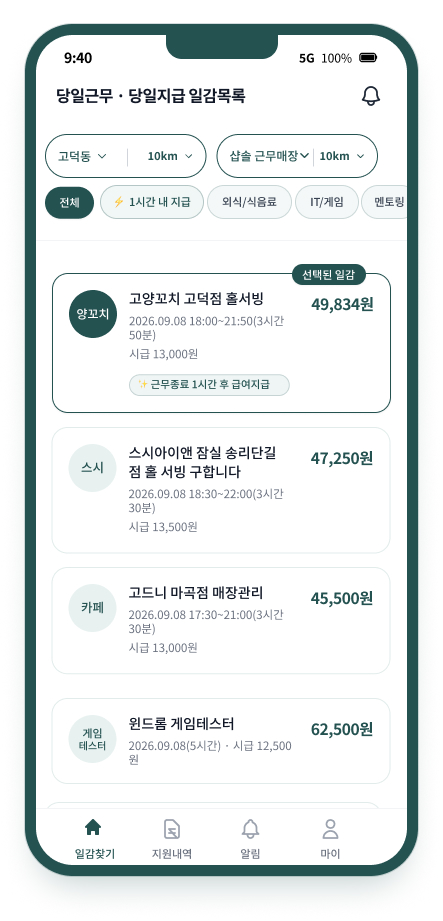 9:40
5G 100%
당일근무 · 당일지급 일감목록
고덕동
10km
샵솔 근무매장
10km
전체
⚡ 1시간 내 지급
외식/식음료
IT/게임
멘토링
선택된 일감
양꼬치
고양꼬치 고덕점 홀서빙
49,834원
2026.09.08 18:00~21:50(3시간
50분)
시급 13,000원
✨근무종료 1시간 후 급여지급
스시
스시아이앤 잠실 송리단길
점 홀 서빙 구합니다
47,250원
2026.09.08 18:30~22:00(3시간
30분)
시급 13,500원
카페
고드니 마곡점 매장관리
45,500원
2026.09.08 17:30~21:00(3시간
30분)
시급 13,000원
게임
테스터
윈드롬 게임테스터
62,500원
2026.09.08(5시간) · 시급 12,500
원
일감찾기
지원내역
알림
마이